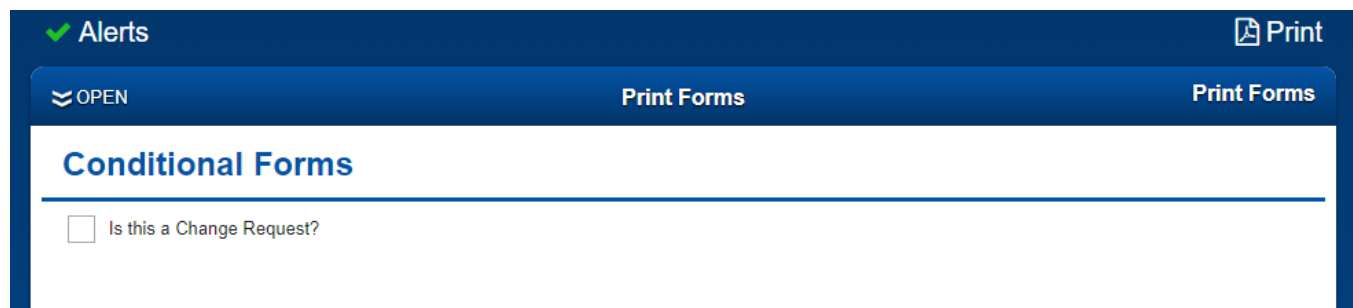 Alerts
Print
OPEN
Print Forms
Print Forms
Conditional Forms
Is this a Change Request?